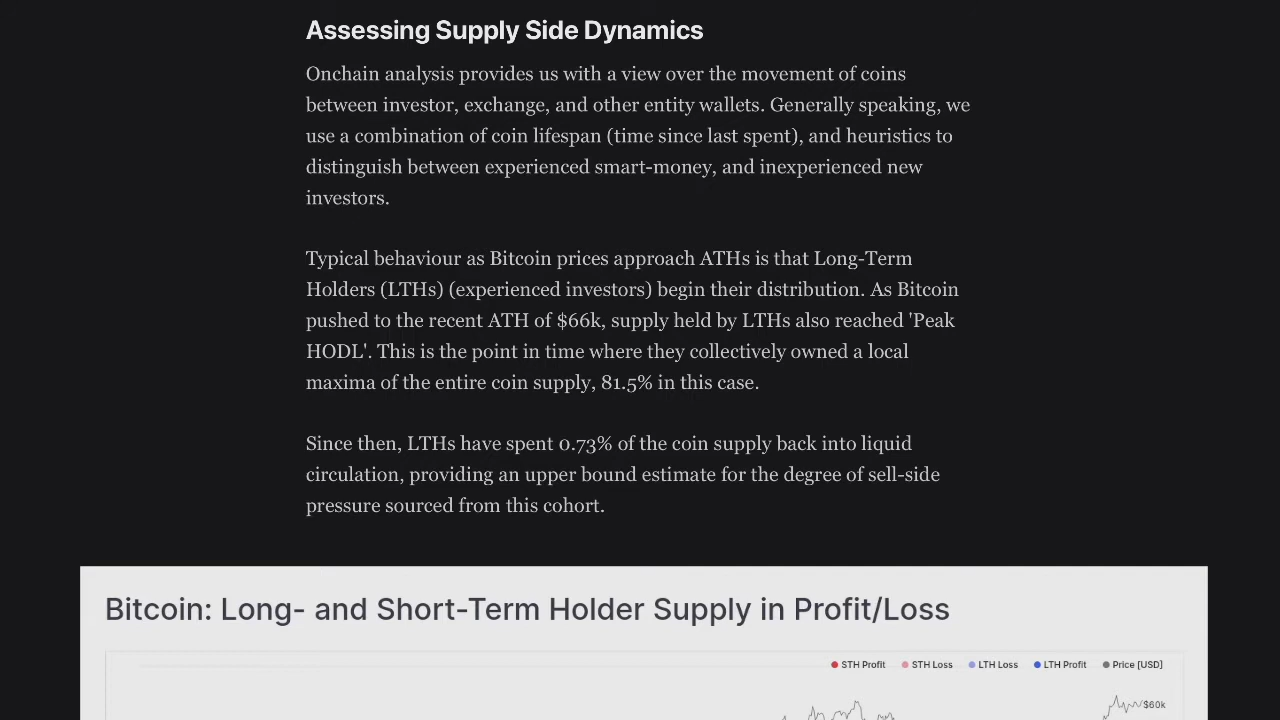 Assessing Supply Side Dynamics
Onchain analysis provides us with a view over the movement of coins
between investor, exchange, and other entity wallets. Generally speaking, we
use a combination of coin lifespan (time since last spent), and heuristics to
distinguish between experienced smart-money, and inexperienced new
investors.
Typical behaviour as Bitcoin prices approach ATHs is that Long-Term
Holders (LTHs) (experienced investors) begin their distribution. As Bitcoin
pushed to the recent ATH of $66k, supply held by LTHs also reached 'Peak
HODL'. This is the point in time where they collectively owned a local
maxima of the entire coin supply, 81.5% in this case.
Since then, LTHs have spent 0.73% of the coin supply back into liquid
circulation, providing an upper bound estimate for the degree of sell-side
pressure sourced from this cohort.
Bitcoin: Long- and Short-Term Holder Supply in Profit/Loss
STH Profit STH Loss LTH Loss LTH Profit Price [USD]
$60k